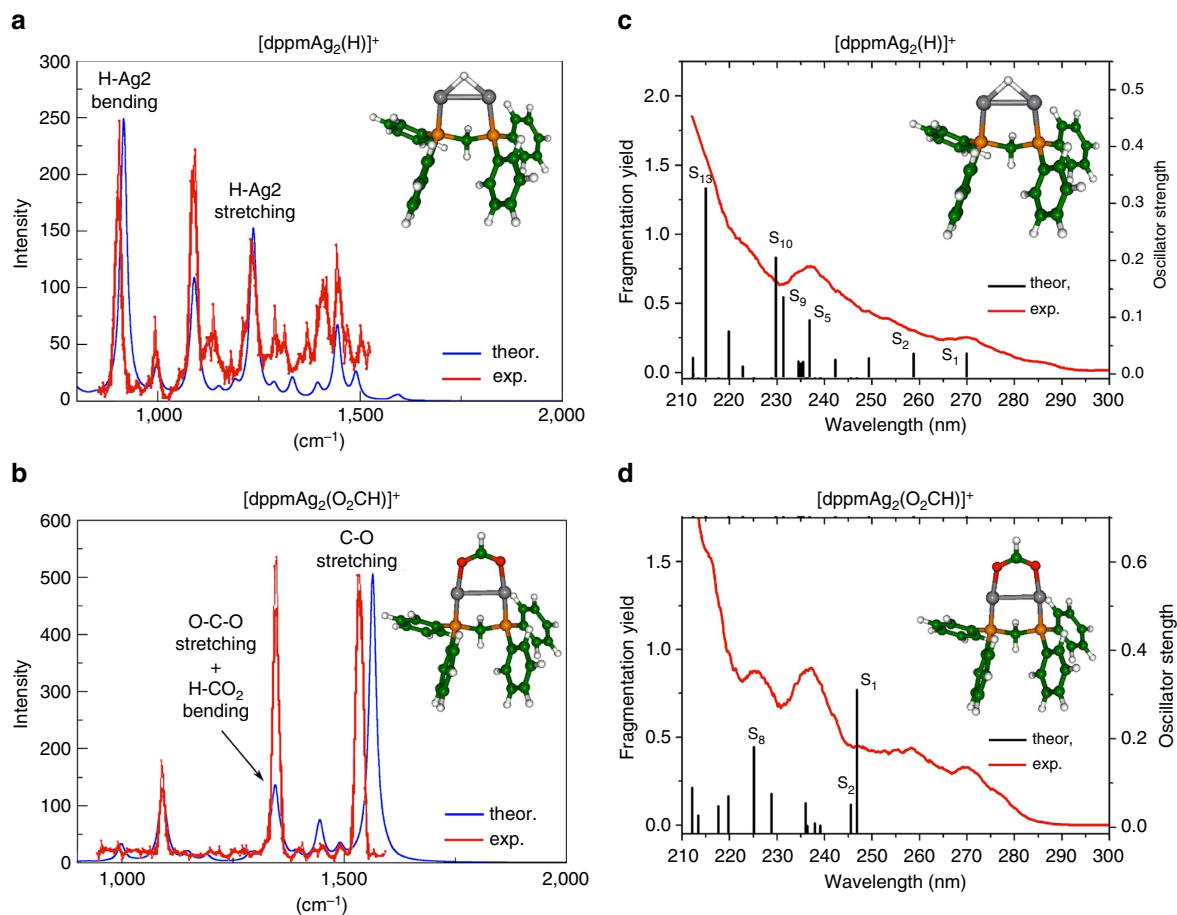 a
[dppmAg2(H)]+
300
250
200
150
100
50
0
Intensity
H-Ag2
bending
H-Ag2
stretching
theor.
exp.
1,000
1,500
2,000
(cm–1)
c
[dppmAg2(H)]+
2.0
1.5
1.0
0.5
0.0
Fragmentation yield
S13
S10
S9
S5
S2
S1
theor,
exp.
0.5
0.4
0.3
0.2
0.1
0.0
Oscillator strength
210 220 230 240 250 260 270 280 290 300
Wavelength (nm)
b
[dppmAg2(O2CH)]+
600
500
400
300
200
100
0
Intensity
C-O
stretching
O-C-O
stretching
+
H-CO2
bending
theor.
exp.
1,000
1,500
2,000
(cm–1)
d
[dppmAg2(O2CH)]+
1.5
1.0
0.5
0.0
Fragmentation yield
S8
S2
S1
theor,
exp.
0.6
0.4
0.2
0.0
Oscillator stength
210 220 230 240 250 260 270 280 290 300
Wavelength (nm)